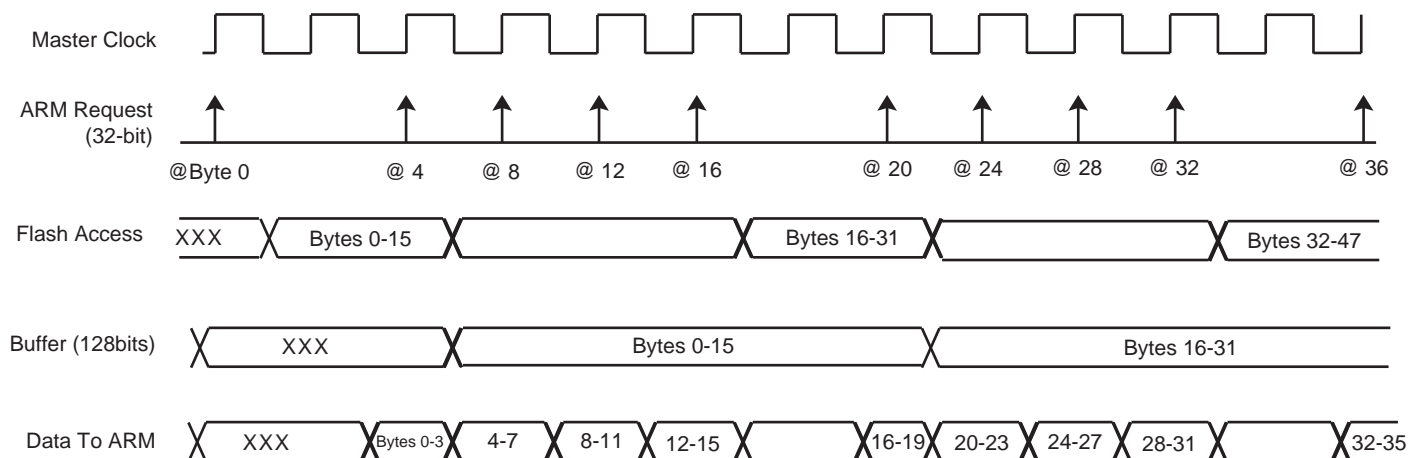 Master Clock
ARM Request
(32-bit)
@Byte 0 @ 4 @ 8 @ 12 @ 16 @ 20 @ 24 @ 28 @ 32 @ 36
Flash Access XXX Bytes 0-15 Bytes 16-31 Bytes 32-47
Buffer (128bits) XXX Bytes 0-15 Bytes 16-31
Data To ARM XXX Bytes 0-3 4-7 8-11 12-15 16-19 20-23 24-27 28-31 32-35